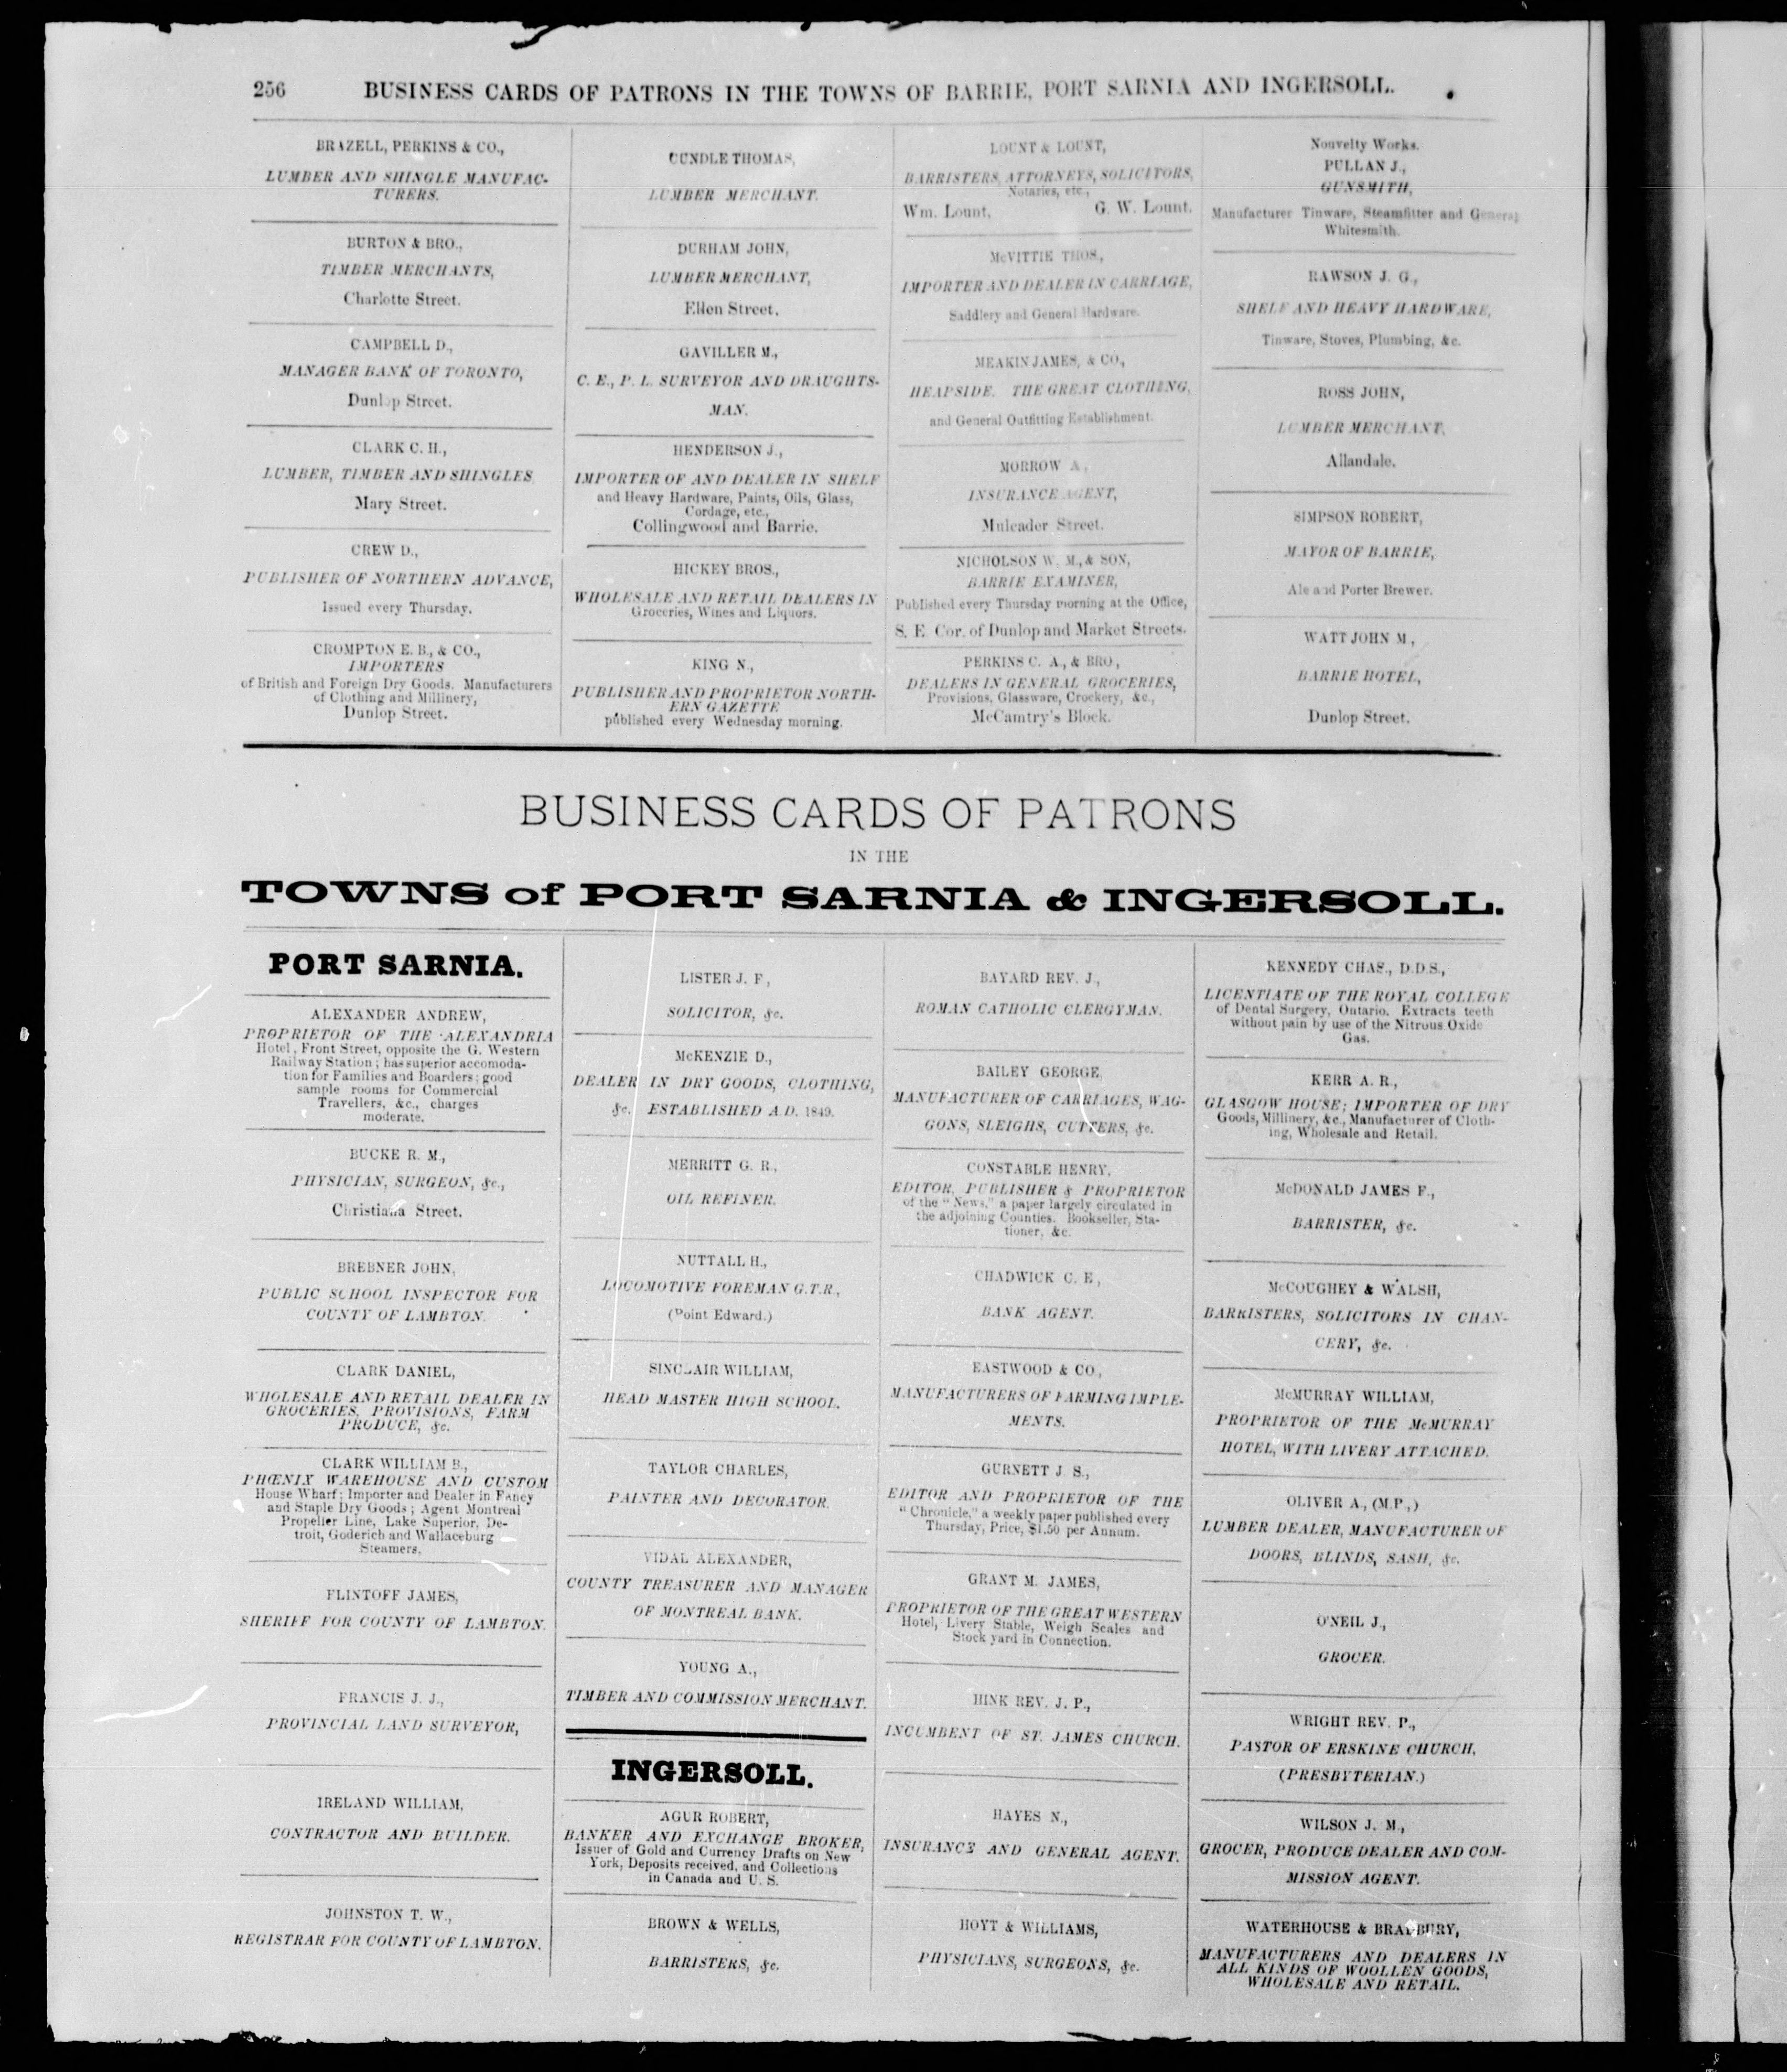 256
BUSINESS CARDS OF PATRONS IN THE TOWNS OF BARRIE, PORT SARNIA AND INGERSOLL.
BRAZELL, PERKINS & CO.,
LUMBER AND SHINGLE MANUFAC-
TURERS.
BURTON & BRO.,
TIMBER MERCHANTS,
Charlotte Street.
CAMPBELL D.,
MANAGER BANK OF TORONTO,
Dunlop Street.
CLARK C. H.,
LUMBER, TIMBER AND SHINGLES
Mary Street.
CREW D.,
PUBLISHER OF NORTHERN ADVANCE,
Issued every Thursday.
CROMPTON E. B., & CO.,
IMPORTERS
of British and Foreign Dry Goods. Manufacturers
of Clothing and Millinery,
Dunlop Street.
CUNDLE THOMAS,
LUMBER MERCHANT.
DURHAM JOHN,
LUMBER MERCHANT,
Ellen Street.
GAVILLER M.,
C. E., P. L. SURVEYOR AND DRAUGHTS-
MAN.
HENDERSON J.,
IMPORTER OF AND DEALER IN SHELF
and Heavy Hardware, Paints, Oils, Glass,
Cordage, etc.,
Collingwood and Barrie.
HICKEY BROS.,
WHOLESALE AND RETAIL DEALERS IN
Groceries, Wines and Liquors.
KING N.,
PUBLISHER AND PROPRIETOR NORTH-
ERN GAZETTE
published every Wednesday morning.
LOUNT & LOUNT,
BARRISTERS, ATTORNEYS, SOLICITORS,
Notaries, etc.,
Wm. Lount, G. W. Lount.
McVITTIE THOS.,
IMPORTER AND DEALER IN CARRIAGE,
Saddlery and General Hardware.
MEAKIN JAMES, & CO.,
HEAPSIDE. THE GREAT CLOTHING,
and General Outfitting Establishment.
MORROW A,
INSURANCE AGENT,
Mulcader Street.
NICHOLSON W. M., & SON,
BARRIE EXAMINER,
Published every Thursday morning at the Office,
S. E. Cor. of Dunlop and Market Streets.
PERKINS C. A., & BRO.,
DEALERS IN GENERAL GROCERIES,
Provisions, Glassware, Crockery, &c.,
McCamtry's Block.
Nouvelty Works.
PULLAN J.,
GUNSMITH,
Manufacturer Tinware, Steamfitter and General
Whitesmith.
RAWSON J. G.,
SHELF AND HEAVY HARDWARE,
Tinware, Stoves, Plumbing, &c.
ROSS JOHN,
LUMBER MERCHANT,
Allandale.
SIMPSON ROBERT,
MAYOR OF BARRIE,
Ale and Porter Brewer.
WATT JOHN M,
BARRIE HOTEL,
Dunlop Street.
BUSINESS CARDS OF PATRONS
IN THE
TOWNS of PORT SARNIA & INGERSOLL.
PORT SARNIA.
ALEXANDER ANDREW,
PROPRIETOR OF THE ALEXANDRIA
Hotel, Front Street, opposite the G. Western
Railway Station; has superior accomoda-
tion for Families and Boarders; good
sample rooms for Commercial
Travellers, &c., charges
moderate.
BUCKE R. M.,
PHYSICIAN, SURGEON, &c.,
Christiana Street.
BREBNER JOHN,
PUBLIC SCHOOL INSPECTOR FOR
COUNTY OF LAMBTON.
CLARK DANIEL,
WHOLESALE AND RETAIL DEALER IN
GROCERIES, PROVISIONS, FARM
PRODUCE, &c.
CLARK WILLIAM B.,
PHŒNIX WAREHOUSE AND CUSTOM
House Wharf; Importer and Dealer in Fancy
and Staple Dry Goods; Agent Montreal
Propeller Line, Lake Superior, De-
troit, Goderich and Wallaceburg
Steamers.
FLINTOFF JAMES,
SHERIFF FOR COUNTY OF LAMBTON.
FRANCIS J. J.,
PROVINCIAL LAND SURVEYOR,
IRELAND WILLIAM,
CONTRACTOR AND BUILDER.
JOHNSTON T. W.,
REGISTRAR FOR COUNTY OF LAMBTON.
LISTER J. F,
SOLICITOR, &c.
McKENZIE D.,
DEALER IN DRY GOODS, CLOTHING,
&c. ESTABLISHED A.D. 1849.
MERRITT G. R.,
OIL REFINER.
NUTTALL H.,
LOCOMOTIVE FOREMAN G.T.R.,
(Point Edward.)
SINCLAIR WILLIAM,
HEAD MASTER HIGH SCHOOL.
TAYLOR CHARLES,
PAINTER AND DECORATOR.
VIDAL ALEXANDER,
COUNTY TREASURER AND MANAGER
OF MONTREAL BANK.
YOUNG A.,
TIMBER AND COMMISSION MERCHANT.
INGERSOLL.
AGUR ROBERT,
BANKER AND EXCHANGE BROKER,
Issuer of Gold and Currency Drafts on New
York, Deposits received, and Collections
in Canada and U. S.
BROWN & WELLS,
BARRISTERS, &c.
BAYARD REV. J.,
ROMAN CATHOLIC CLERGYMAN.
BAILEY GEORGE,
MANUFACTURER OF CARRIAGES, WAG-
GONS, SLEIGHS, CUTTERS, &c.
CONSTABLE HENRY,
EDITOR, PUBLISHER & PROPRIETOR
of the "News," a paper largely circulated in
the adjoining Counties. Bookseller, Sta-
tioner, &c.
CHADWICK C. E,
BANK AGENT.
EASTWOOD & CO,
MANUFACTURERS OF FARMING IMPLE-
MENTS.
GURNETT J. S.,
EDITOR AND PROPRIETOR OF THE
"Chronicle," a weekly paper published every
Thursday, Price, $1.50 per Annum.
GRANT M. JAMES,
PROPRIETOR OF THE GREAT WESTERN
Hotel, Livery Stable, Weigh Scales and
Stock yard in Connection.
HINK REV. J. P.,
INCUMBENT OF ST. JAMES CHURCH.
HAYES N.,
INSURANCE AND GENERAL AGENT.
HOYT & WILLIAMS,
PHYSICIANS, SURGEONS, &c.
KENNEDY CHAS., D.D.S.,
LICENTIATE OF THE ROYAL COLLEGE
of Dental Surgery, Ontario. Extracts teeth
without pain by use of the Nitrous Oxide
Gas.
KERR A. R.,
GLASGOW HOUSE; IMPORTER OF DRY
Goods, Millinery, &c., Manufacturer of Cloth-
ing, Wholesale and Retail.
McDONALD JAMES F.,
BARRISTER, &c.
McCOUGHEY & WALSH,
BARRISTERS, SOLICITORS IN CHAN-
CERY, &c.
McMURRAY WILLIAM,
PROPRIETOR OF THE McMURRAY
HOTEL, WITH LIVERY ATTACHED.
OLIVER A., (M.P.,)
LUMBER DEALER, MANUFACTURER OF
DOORS, BLINDS, SASH, &c.
O'NEIL J.,
GROCER.
WRIGHT REV. P.,
PASTOR OF ERSKINE CHURCH,
(PRESBYTERIAN.)
WILSON J. M.,
GROCER, PRODUCE DEALER AND COM-
MISSION AGENT.
WATERHOUSE & BRADBURY,
MANUFACTURERS AND DEALERS IN
ALL KINDS OF WOOLLEN GOODS,
WHOLESALE AND RETAIL.